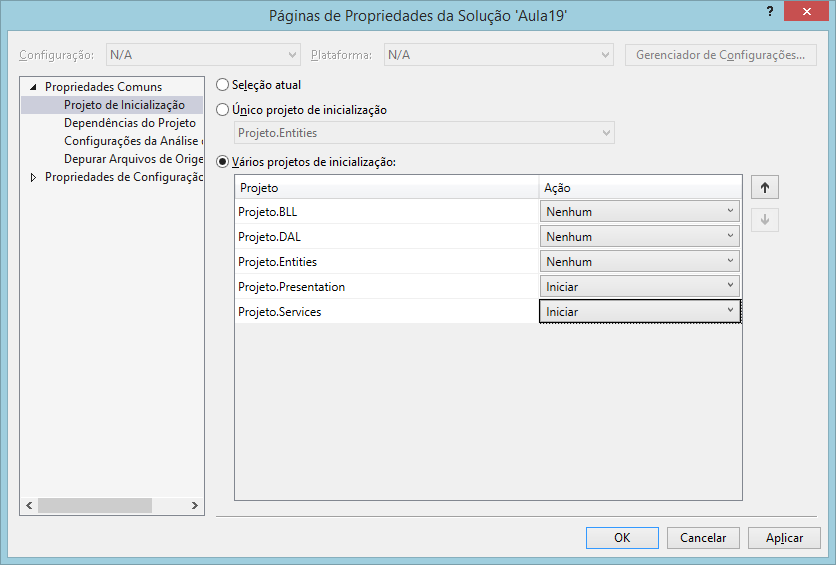 Páginas de Propriedades da Solução 'Aula19'
? ×
Configuração: N/A Plataforma: N/A Gerenciador de Configurações...
Propriedades Comuns
Projeto de Inicialização
Dependências do Projeto
Configurações da Análise
Depurar Arquivos de Orige
Propriedades de Configuração
Seleção atual
Único projeto de inicialização
Projeto.Entities
Vários projetos de inicialização:
Projeto Ação
Projeto.BLL Nenhum
Projeto.DAL Nenhum
Projeto.Entities Nenhum
Projeto.Presentation Iniciar
Projeto.Services Iniciar
OK Cancelar Aplicar